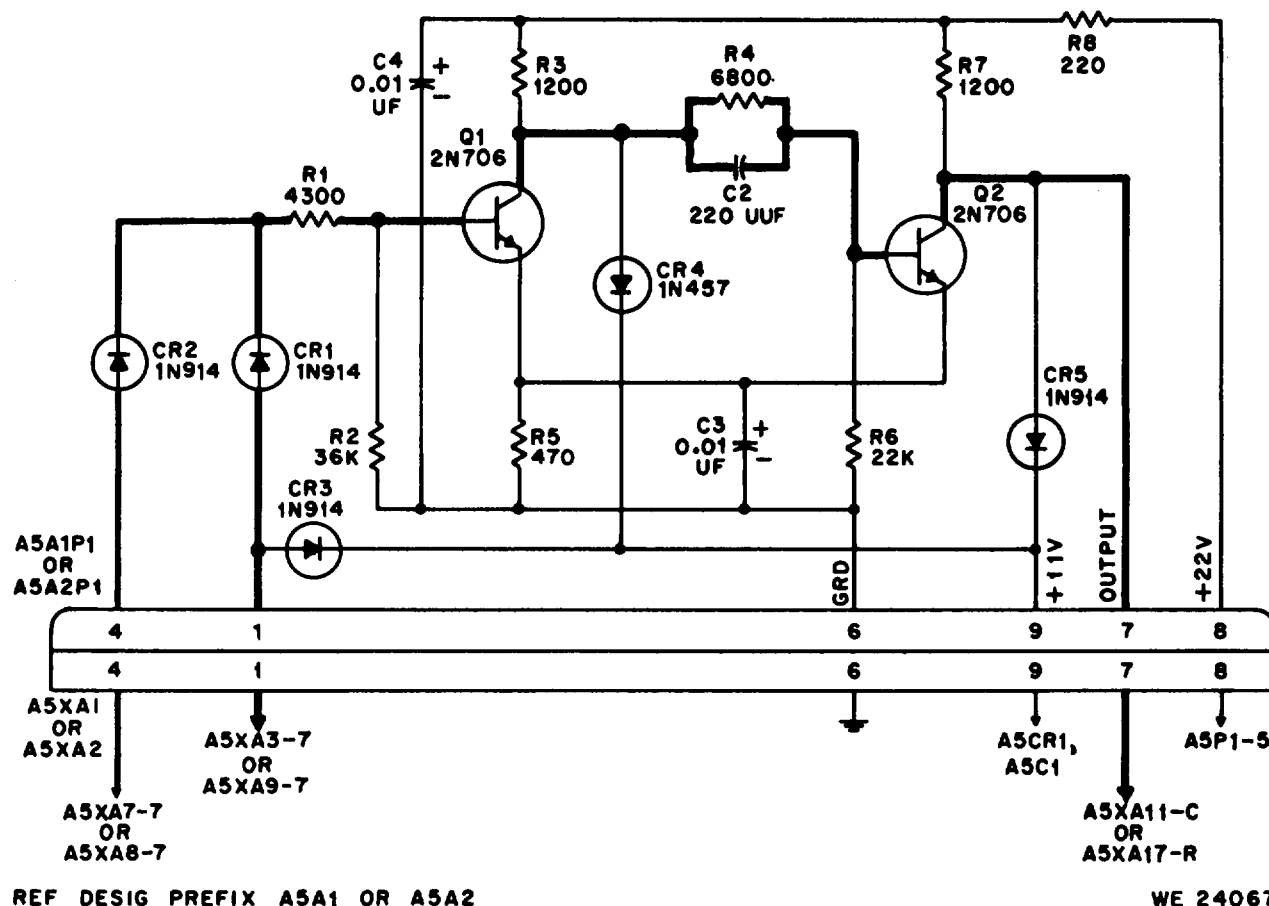 C4
0.01
UF
+
-
R3
1200
R4
6800
R7
1200
R8
220
Q1
2N706
C2
220 UUF
Q2
2N706
R1
4300
CR4
1N457
CR2
1N914
CR1
1N914
CR5
1N914
R2
36K
R5
470
C3
0.01
UF
+
-
R6
22K
CR3
1N914
A5A1P1
OR
A5A2P1
GRD
+11V
OUTPUT
+22V
4 1 6 9 7 8
4 1 6 9 7 8
A5XA1
OR
A5XA2
A5XA3-7
OR
A5XA9-7
A5CR1,
A5C1
A5P1-5
A5XA7-7
OR
A5XA8-7
A5XA11-C
OR
A5XA17-R
REF DESIG PREFIX A5A1 OR A5A2
WE 24067